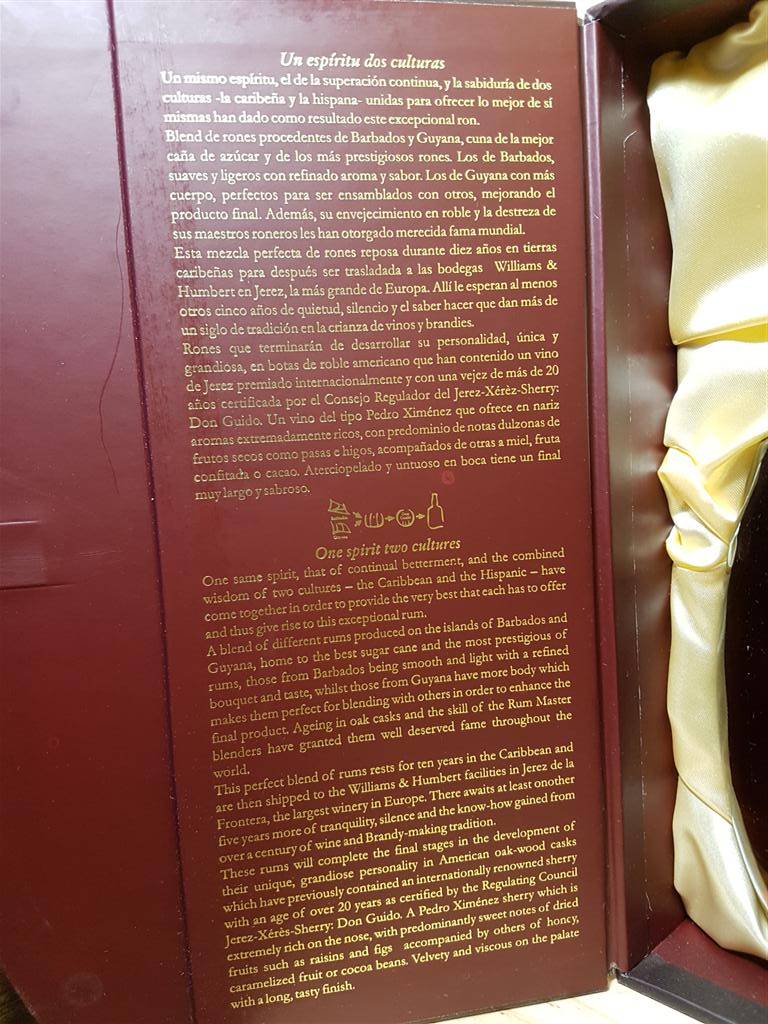 Un espíritu dos culturas
Un mismo espíritu, el de la superación continua, y la sabiduría de dos
culturas -la caribeña y la hispana- unidas para ofrecer lo mejor de sí
mismas han dado como resultado este excepcional ron.
Blend de rones procedentes de Barbados y Guyana, cuna de la mejor
caña de azúcar y de los más prestigiosos rones. Los de Barbados,
suaves y ligeros con refinado aroma y sabor. Los de Guyana con más
cuerpo, perfectos para ser ensamblados con otros, mejorando el
producto final. Además, su envejecimiento en roble y la destreza de
sus maestros roneros les han otorgado merecida fama mundial.
Esta mezcla perfecta de rones reposa durante diez años en tierras
caribeñas para después ser trasladada a las bodegas Williams &
Humbert en Jerez, la más grande de Europa. Allí le esperan al menos
otros cinco años de quietud, silencio y el saber hacer que dan más de
un siglo de tradición en la crianza de vinos y brandies.
Rones que terminarán de desarrollar su personalidad, única y
grandiosa, en botas de roble americano que han contenido un vino
de Jerez premiado internacionalmente y con una vejez de más de 20
años certificada por el Consejo Regulador del Jerez-Xérèz-Sherry:
Don Guido. Un vino del tipo Pedro Ximénez que ofrece en nariz
aromas extremadamente ricos, con predominio de notas dulzonas de
frutos secos como pasas e higos, acompañados de otras a miel, fruta
confitada o cacao. Aterciopelado y untuoso en boca tiene un final
muy largo y sabroso.
One spirit two cultures
One same spirit, that of continual betterment, and the combined
wisdom of two cultures – the Caribbean and the Hispanic – have
come together in order to provide the very best that each has to offer
and thus give rise to this exceptional rum.
A blend of different rums produced on the islands of Barbados and
Guyana, home to the best sugar cane and the most prestigious of
rums, those from Barbados being smooth and light with a refined
bouquet and taste, whilst those from Guyana have more body which
makes them perfect for blending with others in order to enhance the
final product. Ageing in oak casks and the skill of the Rum Master
blenders have granted them well deserved fame throughout the
world.
This perfect blend of rums rests for ten years in the Caribbean and
are then shipped to the Williams & Humbert facilities in Jerez de la
Frontera, the largest winery in Europe. There awaits at least onother
five years more of tranquility, silence and the know-how gained from
over a century of wine and Brandy-making tradition.
These rums will complete the final stages in the development of
their unique, grandiose personality in American oak-wood casks
which have previously contained an internationally renowned sherry
with an age of over 20 years as certified by the Regulating Council
Jerez-Xérès-Sherry: Don Guido. A Pedro Ximénez sherry which is
extremely rich on the nose, with predominantly sweet notes of dried
fruits such as raisins and figs accompanied by others of honcy,
caramelized fruit or cocoa beans. Velvety and viscous on the palate
with a long, tasty finish.